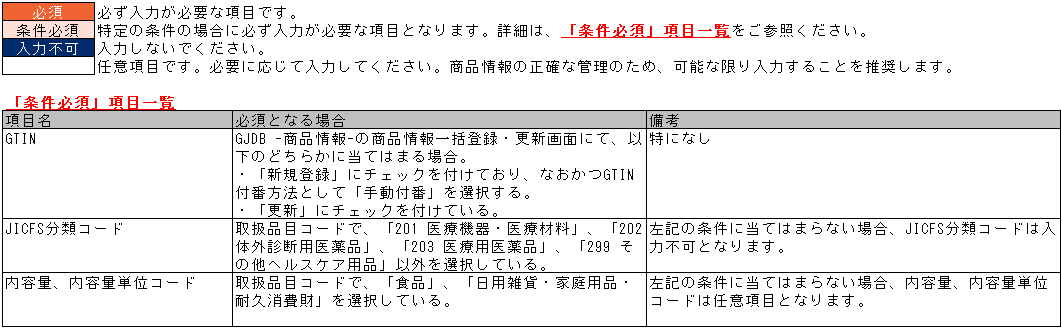 必須 必ず入力が必要な項目です。
条件必須 特定の条件の場合に必ず入力が必要な項目となります。詳細は、「条件必須」項目一覧をご参照ください。
入力不可 入力しないでください。
任意項目です。必要に応じて入力してください。商品情報の正確な管理のため、可能な限り入力することを推奨します。
「条件必須」項目一覧
項目名 必須となる場合 備考
GTIN
GJDB -商品情報-の商品情報一括登録・更新画面にて、以
下のどちらかに当てはまる場合。
・「新規登録」にチェックを付けており、なおかつGTIN
付番方法として「手動付番」を選択する。
・「更新」にチェックを付けている。
特になし
JICFS分類コード
取扱品目コードで、「201 医療機器・医療材料」、「202
体外診断用医薬品」、「203 医療用医薬品」、「299 そ
の他ヘルスケア用品」以外を選択している。
左記の条件に当てはまらない場合、JICFS分類コードは入
力不可となります。
内容量、内容量単位コード
取扱品目コードで、「食品」、「日用雑貨・家庭用品・
耐久消費財」を選択している。
左記の条件に当てはまらない場合、内容量、内容量単位
コードは任意項目となります。